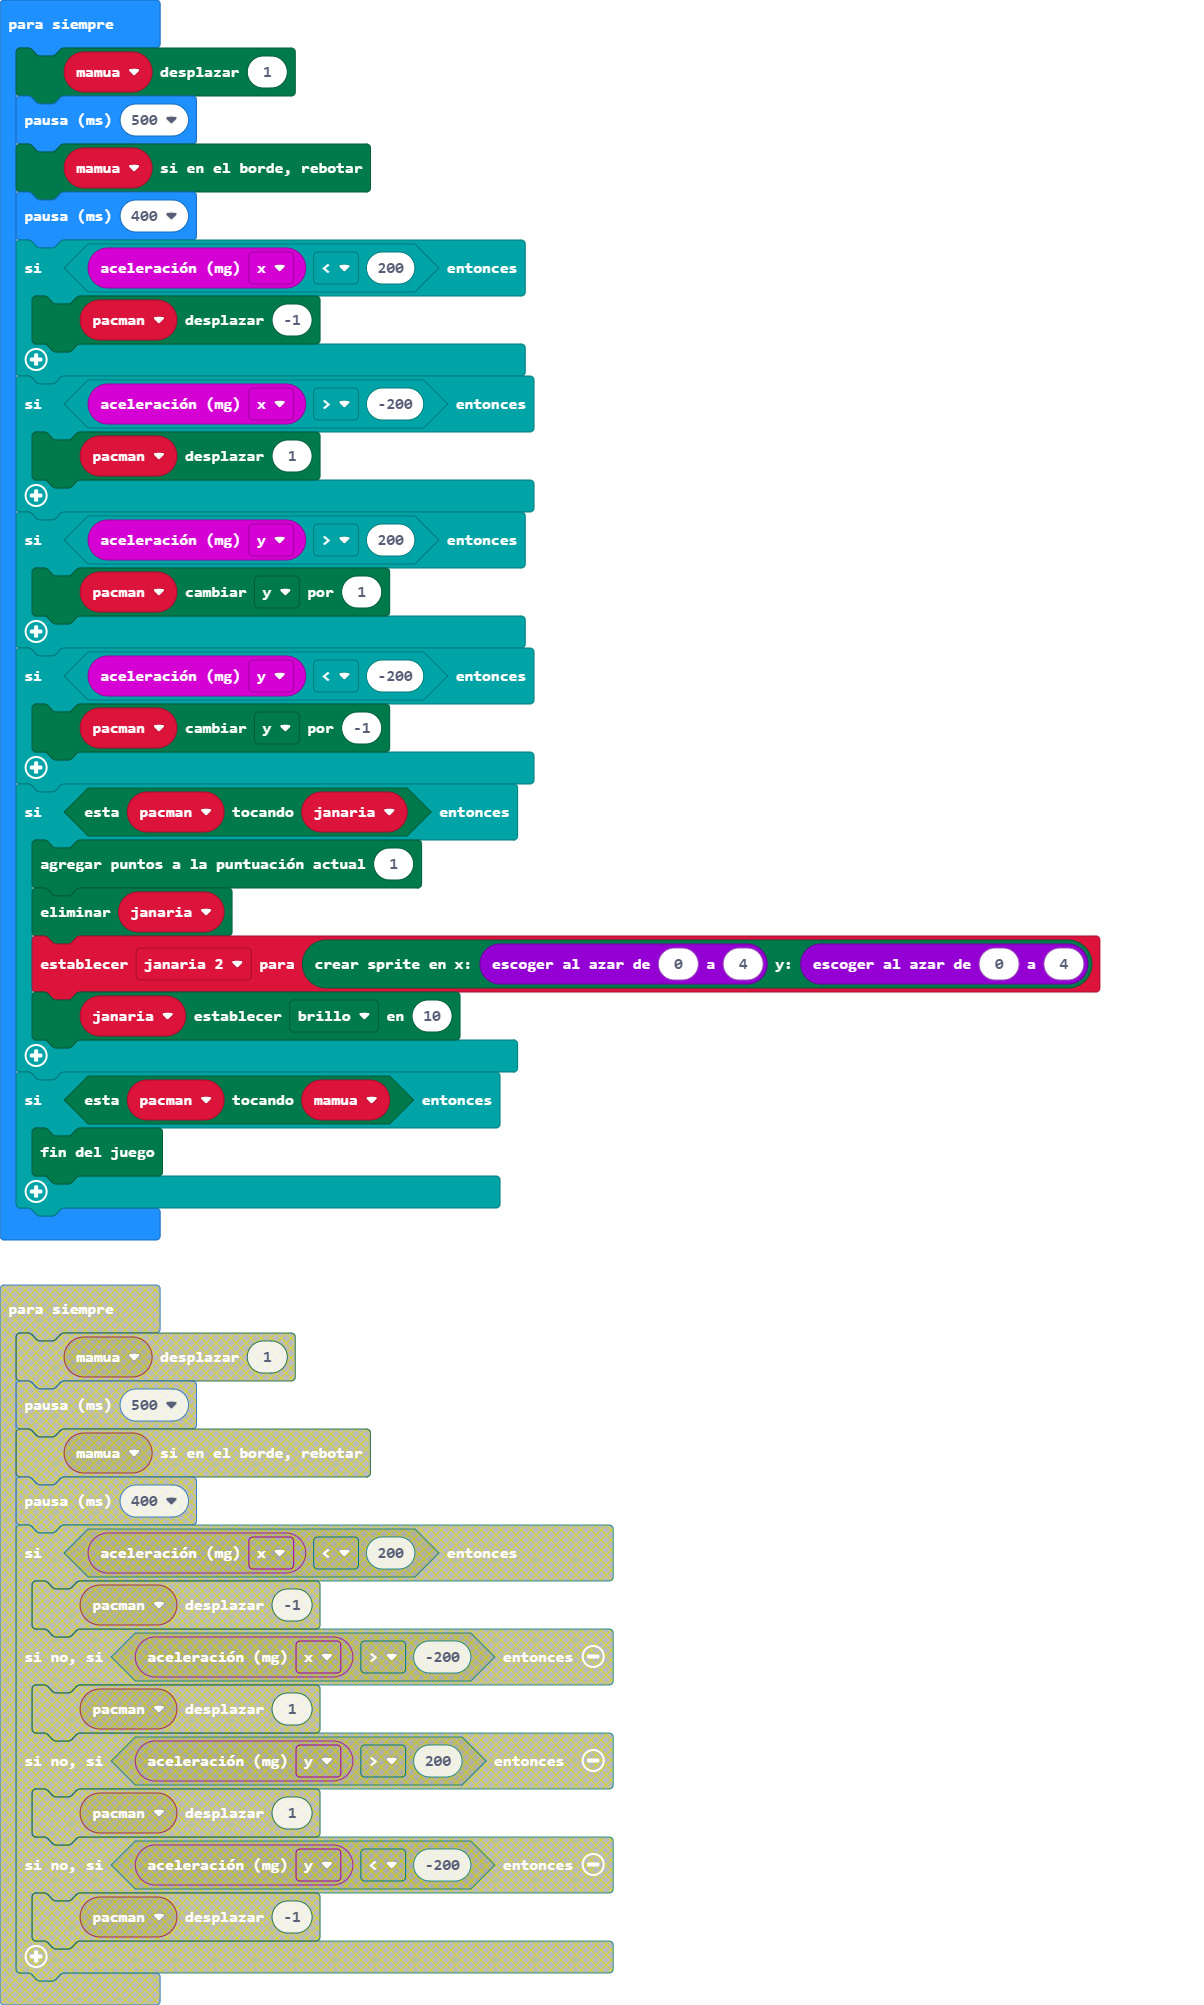 para siempre
mamua desplazar 1
pausa (ms) 500
mamua si en el borde, rebotar
pausa (ms) 400
si aceleración (mg) x < 200 entonces
pacman desplazar -1
si aceleración (mg) x > -200 entonces
pacman desplazar 1
si aceleración (mg) y > 200 entonces
pacman cambiar y por 1
si aceleración (mg) y < -200 entonces
pacman cambiar y por -1
si esta pacman tocando janaria entonces
agregar puntos a la puntuación actual 1
eliminar janaria
establecer janaria 2 para crear sprite en x: escoger al azar de 0 a 4 y: escoger al azar de 0 a 4
janaria establecer brillo en 10
si esta pacman tocando mamua entonces
fin del juego
para siempre
mamua desplazar 1
pausa (ms) 500
mamua si en el borde, rebotar
pausa (ms) 400
si aceleración (mg) x < 200 entonces
pacman desplazar -1
si no, si aceleración (mg) x > -200 entonces
pacman desplazar 1
si no, si aceleración (mg) y > 200 entonces
pacman desplazar 1
si no, si aceleración (mg) y < -200 entonces
pacman desplazar -1